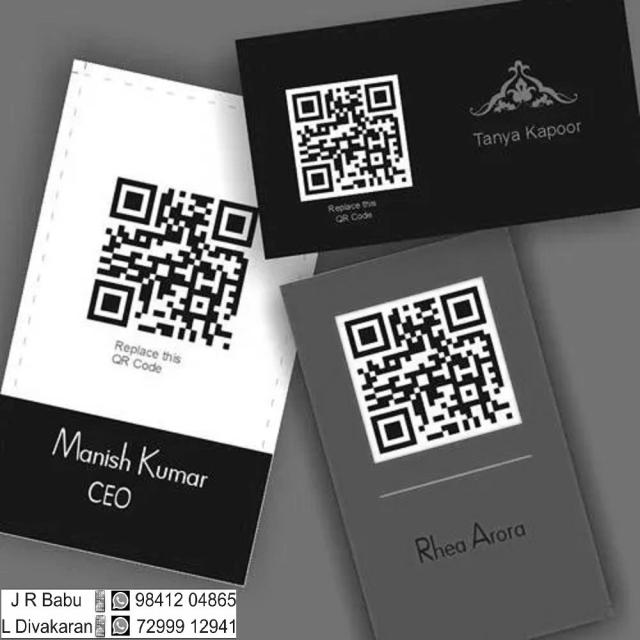 Tanya Kapoor
Replace this
QR Code
Replace this
QR Code
Manish Kumar
CEO
Rhea Arora
J R Babu 98412 04865
L Divakaran 72999 12941